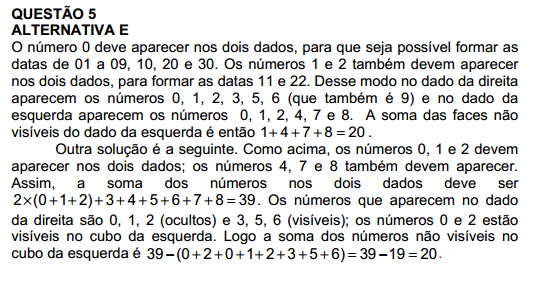 QUESTÃO 5
ALTERNATIVA E
O número 0 deve aparecer nos dois dados, para que seja possível formar as
datas de 01 a 09, 10, 20 e 30. Os números 1 e 2 também devem aparecer
nos dois dados, para formar as datas 11 e 22. Desse modo no dado da direita
aparecem os números 0, 1, 2, 3, 5, 6 (que também é 9) e no dado da
esquerda aparecem os números 0, 1, 2, 4, 7 e 8. A soma das faces não
visíveis do dado da esquerda é então 1+4+7+8=20.
Outra solução é a seguinte. Como acima, os números 0, 1 e 2 devem
aparecer nos dois dados; os números 4, 7 e 8 também devem aparecer.
Assim, a soma dos números nos dois dados deve ser
2×(0+1+2)+3+4+5+6+7+8=39. Os números que aparecem no dado
da direita são 0, 1, 2 (ocultos) e 3, 5, 6 (visíveis); os números 0 e 2 estão
visíveis no cubo da esquerda. Logo a soma dos números não visíveis no
cubo da esquerda é 39−(0+2+0+1+2+3+5+6)=39−19=20.